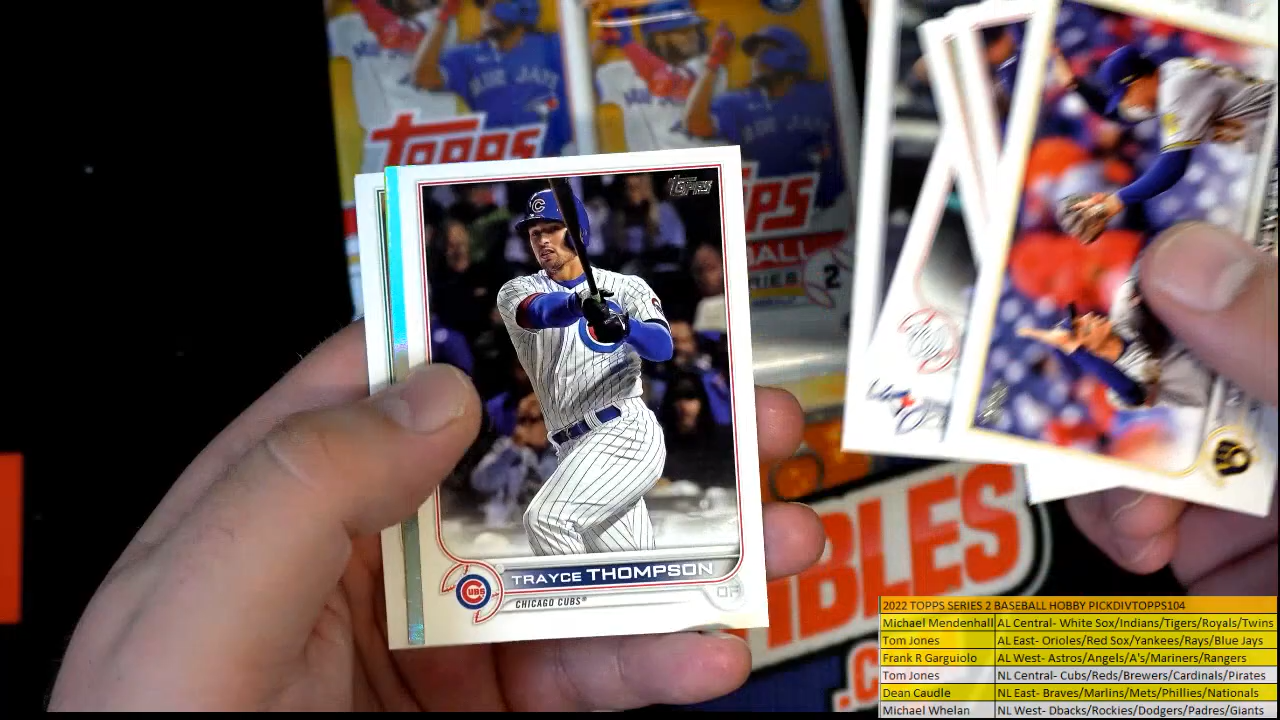 TOPPS
TOPPS
TRAYCE THOMPSON
CHICAGO CUBS®
OF
CUBS
C
2
BLUE JAYS
2022 TOPPS SERIES 2 BASEBALL HOBBY PICKDIVTOPPS104
Michael Mendenhall AL Central- White Sox/Indians/Tigers/Royals/Twins
Tom Jones AL East- Orioles/Red Sox/Yankees/Rays/Blue Jays
Frank R Garguiolo AL West- Astros/Angels/A's/Mariners/Rangers
Tom Jones NL Central- Cubs/Reds/Brewers/Cardinals/Pirates
Dean Caudle NL East- Braves/Marlins/Mets/Phillies/Nationals
Michael Whelan NL West- Dbacks/Rockies/Dodgers/Padres/Giants